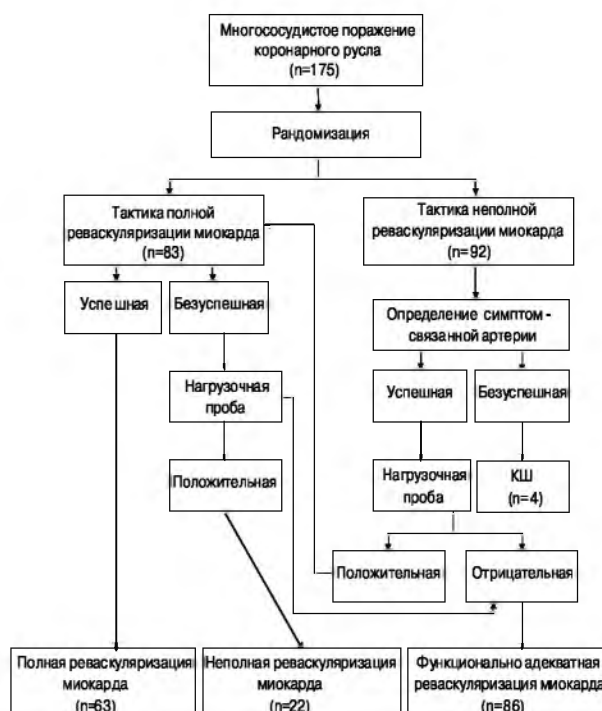 Многососудистое поражение
коронарного русла
(n=175)
Рандомизация
Тактика полной
реваскуляризации миокарда
(n=83)
Тактика неполной
реваскуляризации миокарда
(n=92)
Успешная
Безуспешная
Определение симптом -
связанной артерии
Нагрузочная
проба
Успешная
Безуспешная
Положительная
Нагрузочная
проба
КШ
(n=4)
Положительная
Отрицательная
Полная реваскуляризация
миокарда
(n=63)
Неполная реваскуляризация
миокарда
(n=22)
Функционально адекватная
реваскуляризация миокарда
(n=86)